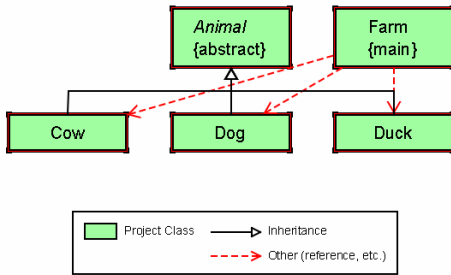 Animal
{abstract}
Farm
{main}
Cow
Dog
Duck
Project Class
Inheritance
Other (reference, etc.)